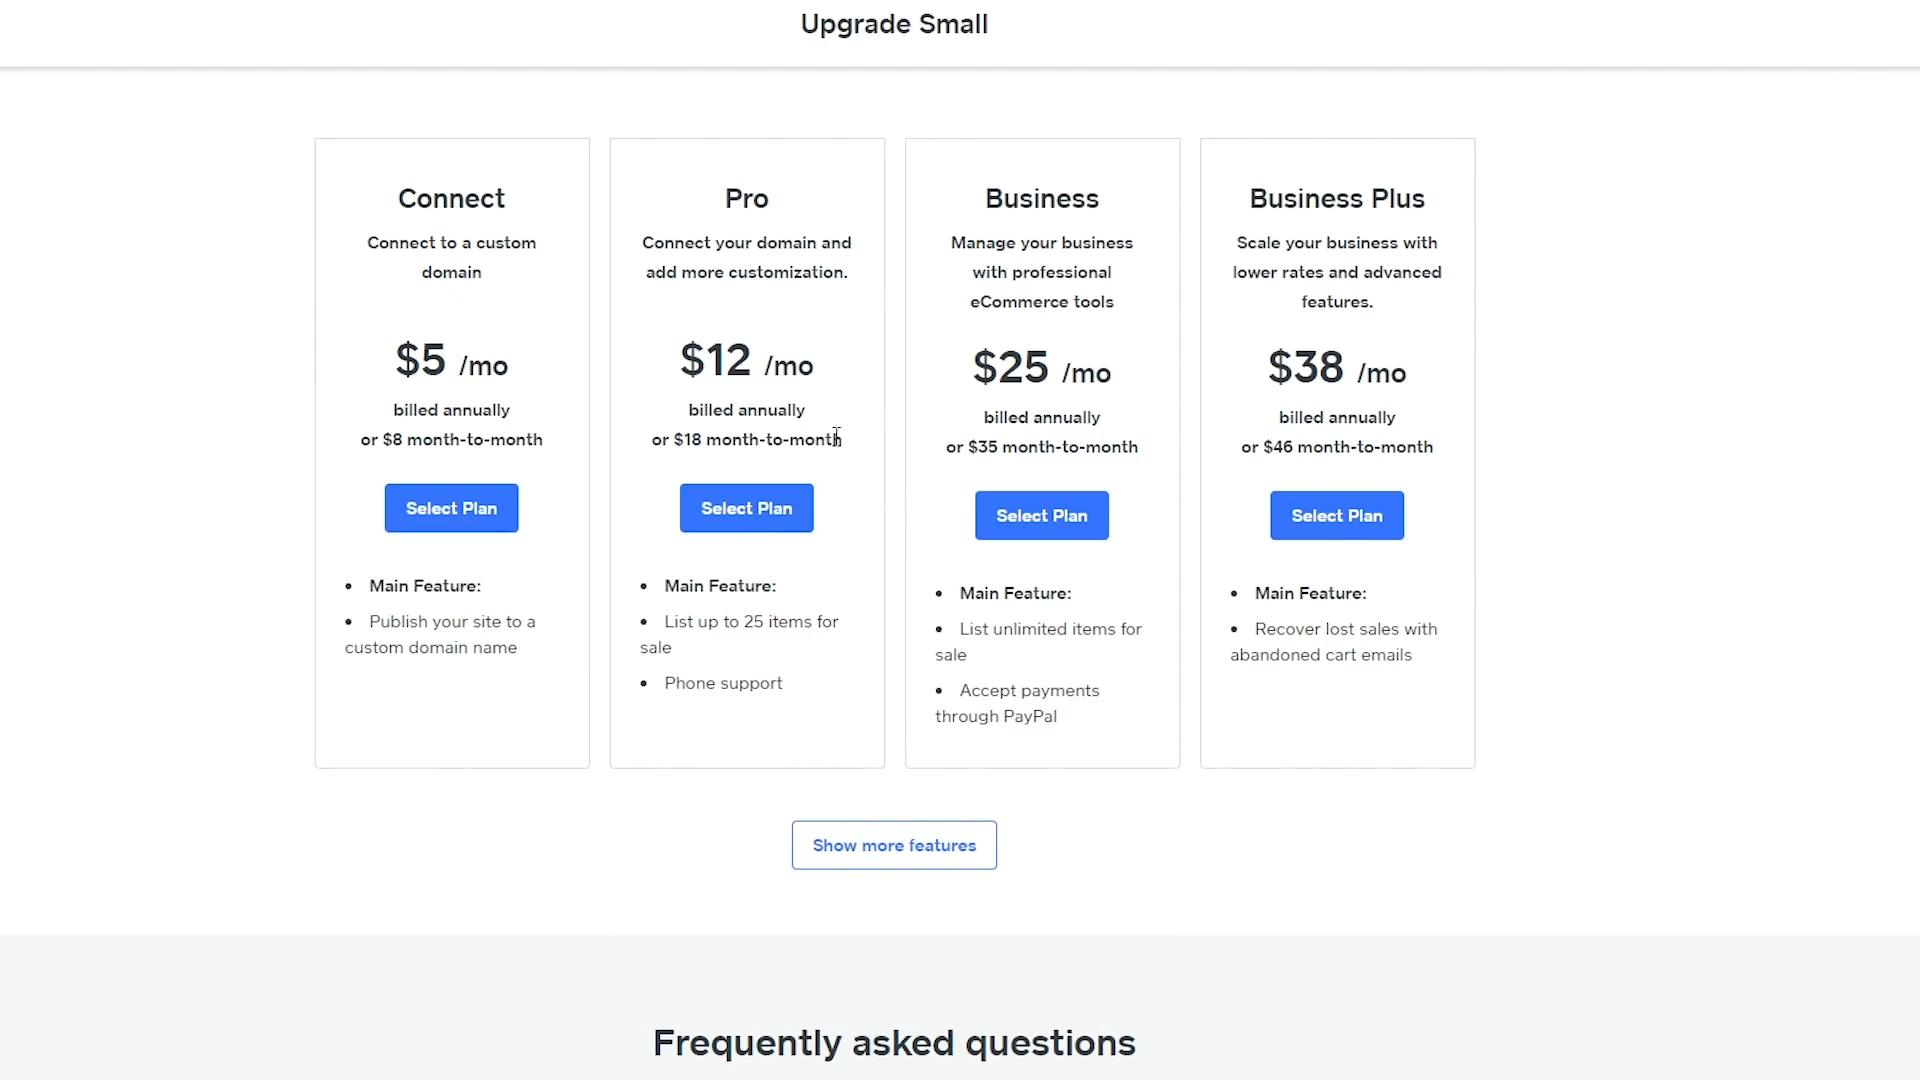 Upgrade Small
Connect
Connect to a custom
domain
$5 /mo
billed annually
or $8 month-to-month
Select Plan
• Main Feature:
• Publish your site to a
custom domain name
Pro
Connect your domain and
add more customization.
$12 /mo
billed annually
or $18 month-to-month
Select Plan
• Main Feature:
• List up to 25 items for
sale
• Phone support
Business
Manage your business
with professional
eCommerce tools
$25 /mo
billed annually
or $35 month-to-month
Select Plan
• Main Feature:
• List unlimited items for
sale
• Accept payments
through PayPal
Business Plus
Scale your business with
lower rates and advanced
features.
$38 /mo
billed annually
or $46 month-to-month
Select Plan
• Main Feature:
• Recover lost sales with
abandoned cart emails
Show more features
Frequently asked questions